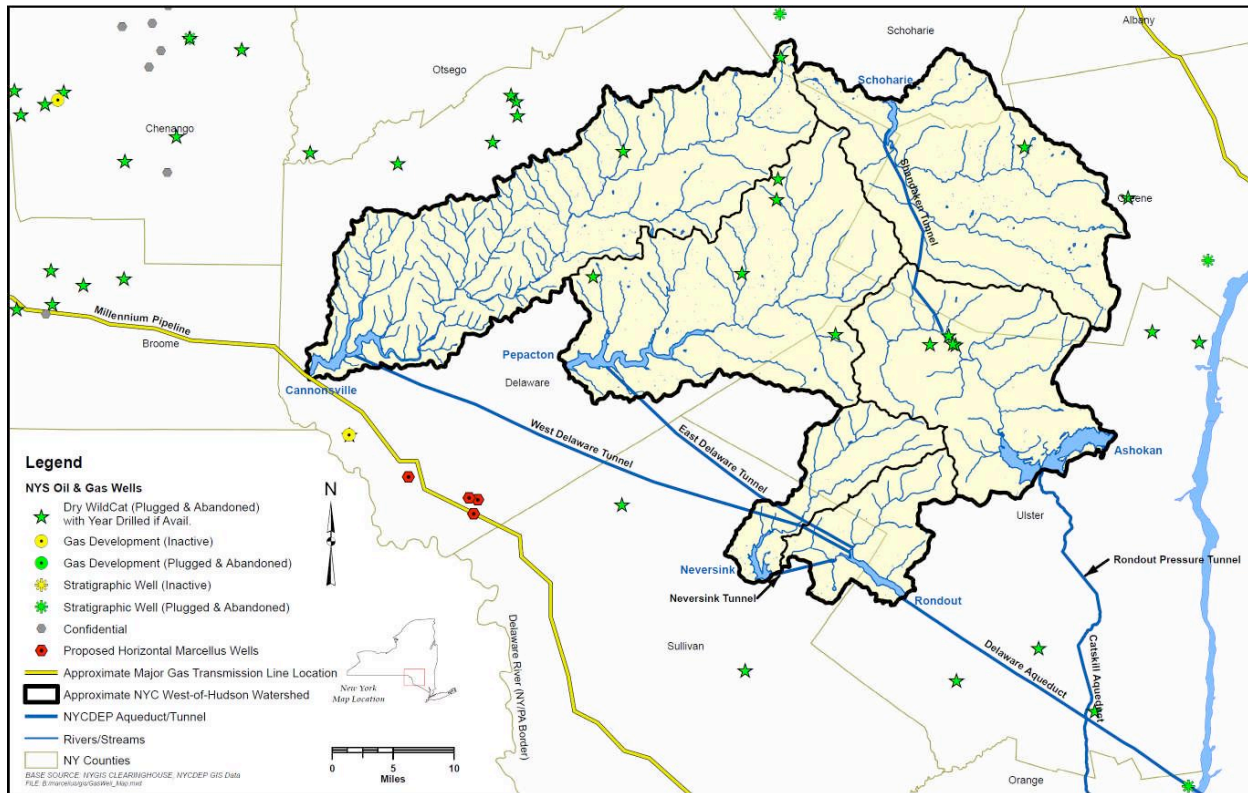 Schoharie
Albany
Otsego
Schoharie
Chenango
Shandaken Tunnel
Greene
Millennium Pipeline
Broome
Pepacton
Delaware
Cannonsville
West Delaware Tunnel
East Delaware Tunnel
Ashokan
Ulster
Rondout Pressure Tunnel
Neversink
Neversink Tunnel
Rondout
Sullivan
Delaware River (NY/PA Border)
Delaware Aqueduct
Catskill Aqueduct
Orange
Legend
NYS Oil & Gas Wells
Dry WildCat (Plugged & Abandoned)
with Year Drilled if Avail.
Gas Development (Inactive)
Gas Development (Plugged & Abandoned)
Stratigraphic Well (Inactive)
Stratigraphic Well (Plugged & Abandoned)
Confidential
Proposed Horizontal Marcellus Wells
Approximate Major Gas Transmission Line Location
Approximate NYC West-of-Hudson Watershed
NYCDEP Aqueduct/Tunnel
Rivers/Streams
NY Counties
BASE SOURCE: NYGIS CLEARINGHOUSE, NYCDEP GIS Data
N
New York
Map Location
0 5 10
Miles